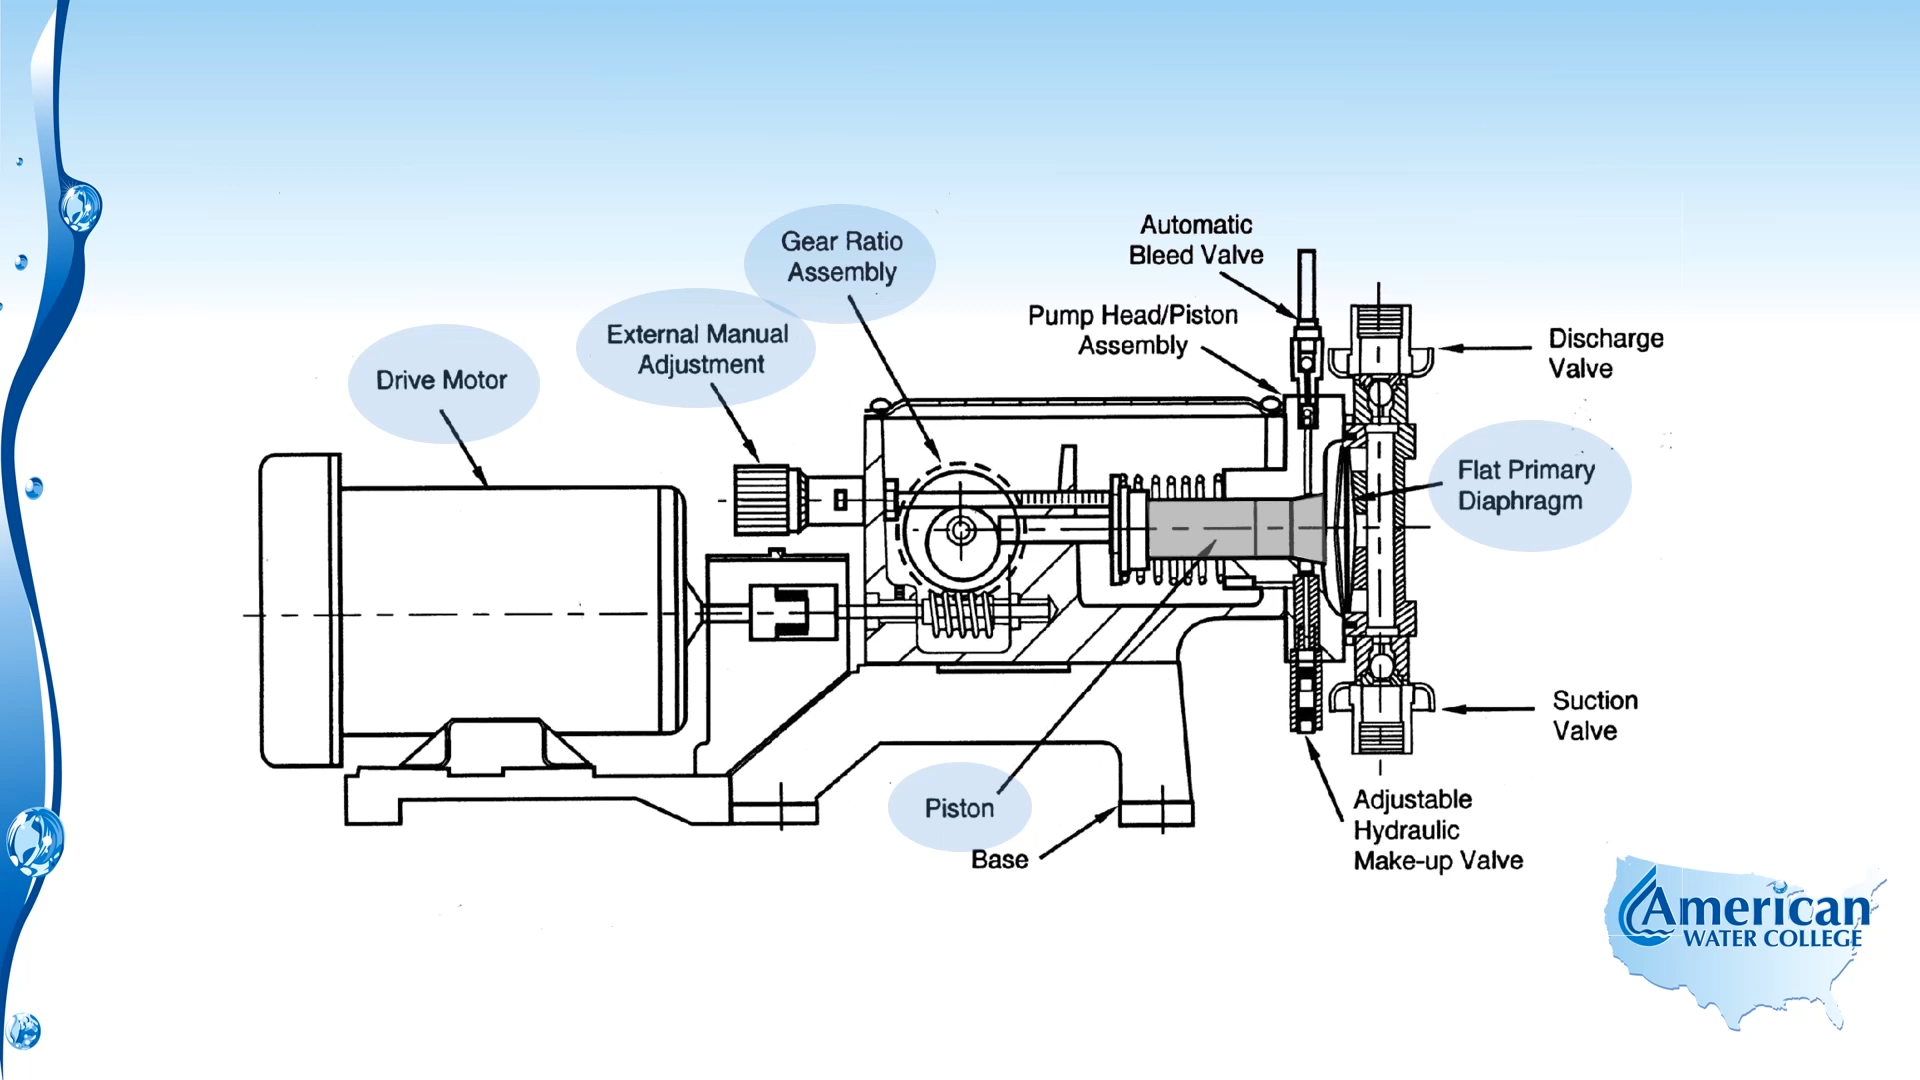 Automatic
Bleed Valve
Gear Ratio
Assembly
Pump Head/Piston
Assembly
External Manual
Adjustment
Discharge
Valve
Drive Motor
Flat Primary
Diaphragm
Suction
Valve
Piston
Adjustable
Hydraulic
Make-up Valve
Base
American
WATER COLLEGE